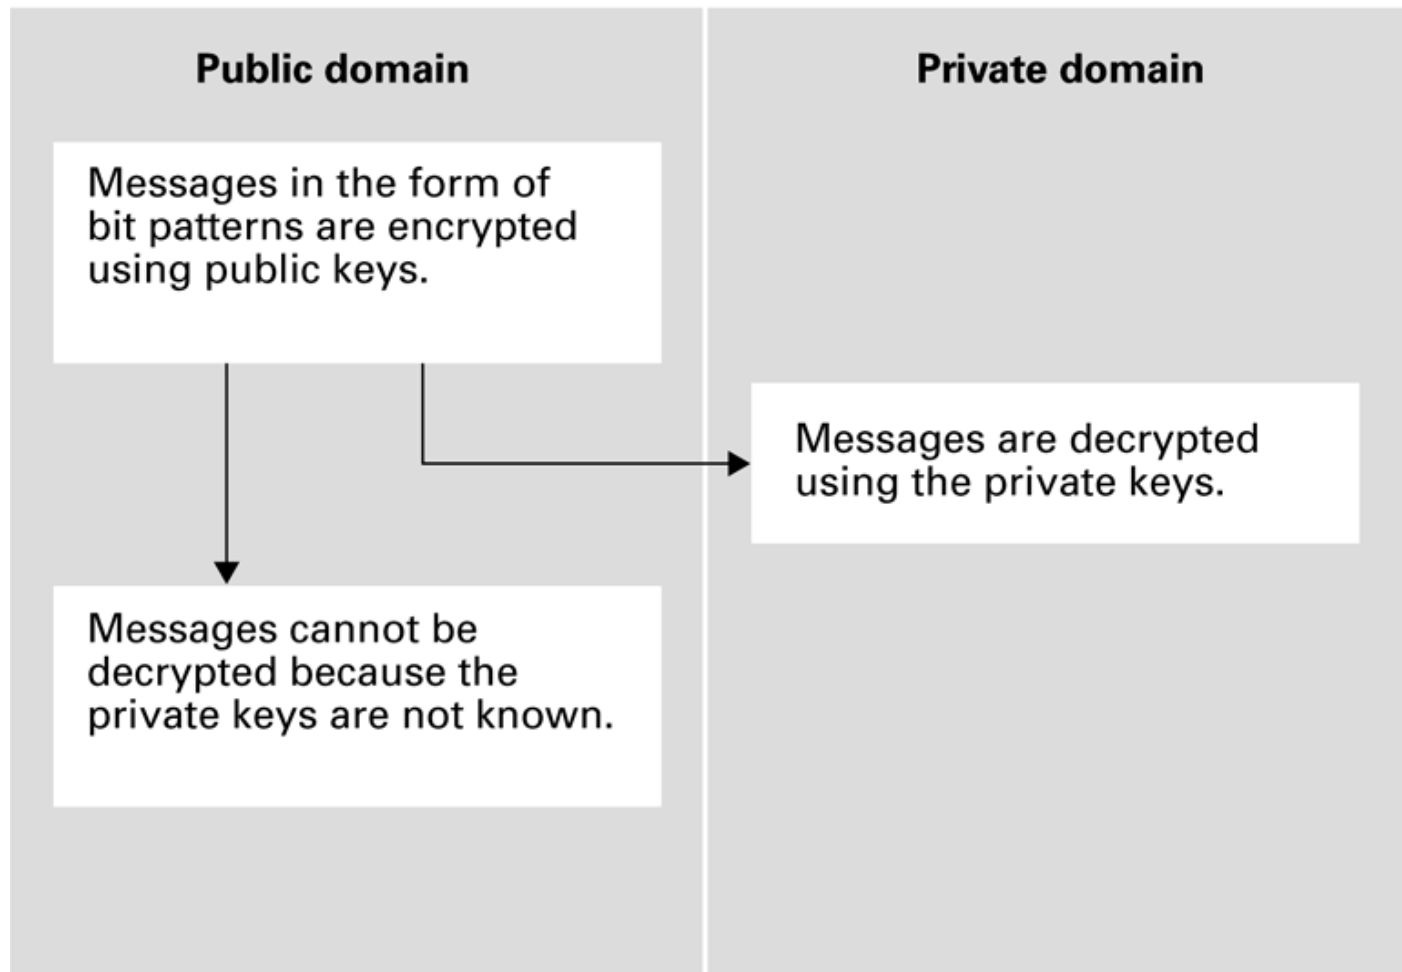 Public domain
Messages in the form of
bit patterns are encrypted
using public keys.
Messages cannot be
decrypted because the
private keys are not known.
Private domain
Messages are decrypted
using the private keys.